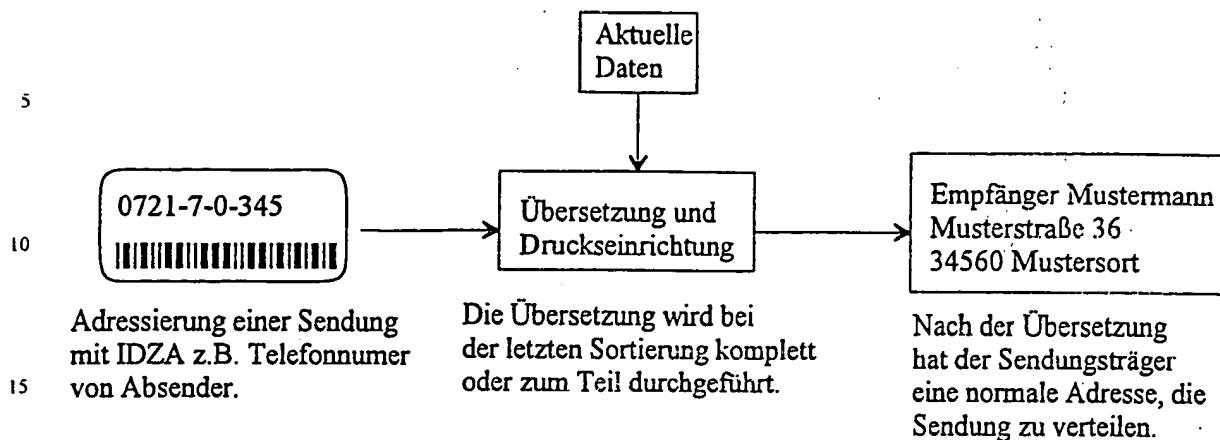 Aktuelle
Daten
5
0721-7-0-345
Übersetzung und
Druckseinrichtung
Empfänger Mustermann
Musterstraße 36
34560 Mustersort
10
Adressierung einer Sendung
mit IDZA z.B. Telefonnumer
von Absender.
Die Übersetzung wird bei
der letzten Sortierung komplett
oder zum Teil durchgeführt.
Nach der Übersetzung
hat der Sendungsträger
eine normale Adresse, die
Sendung zu verteilen.
15